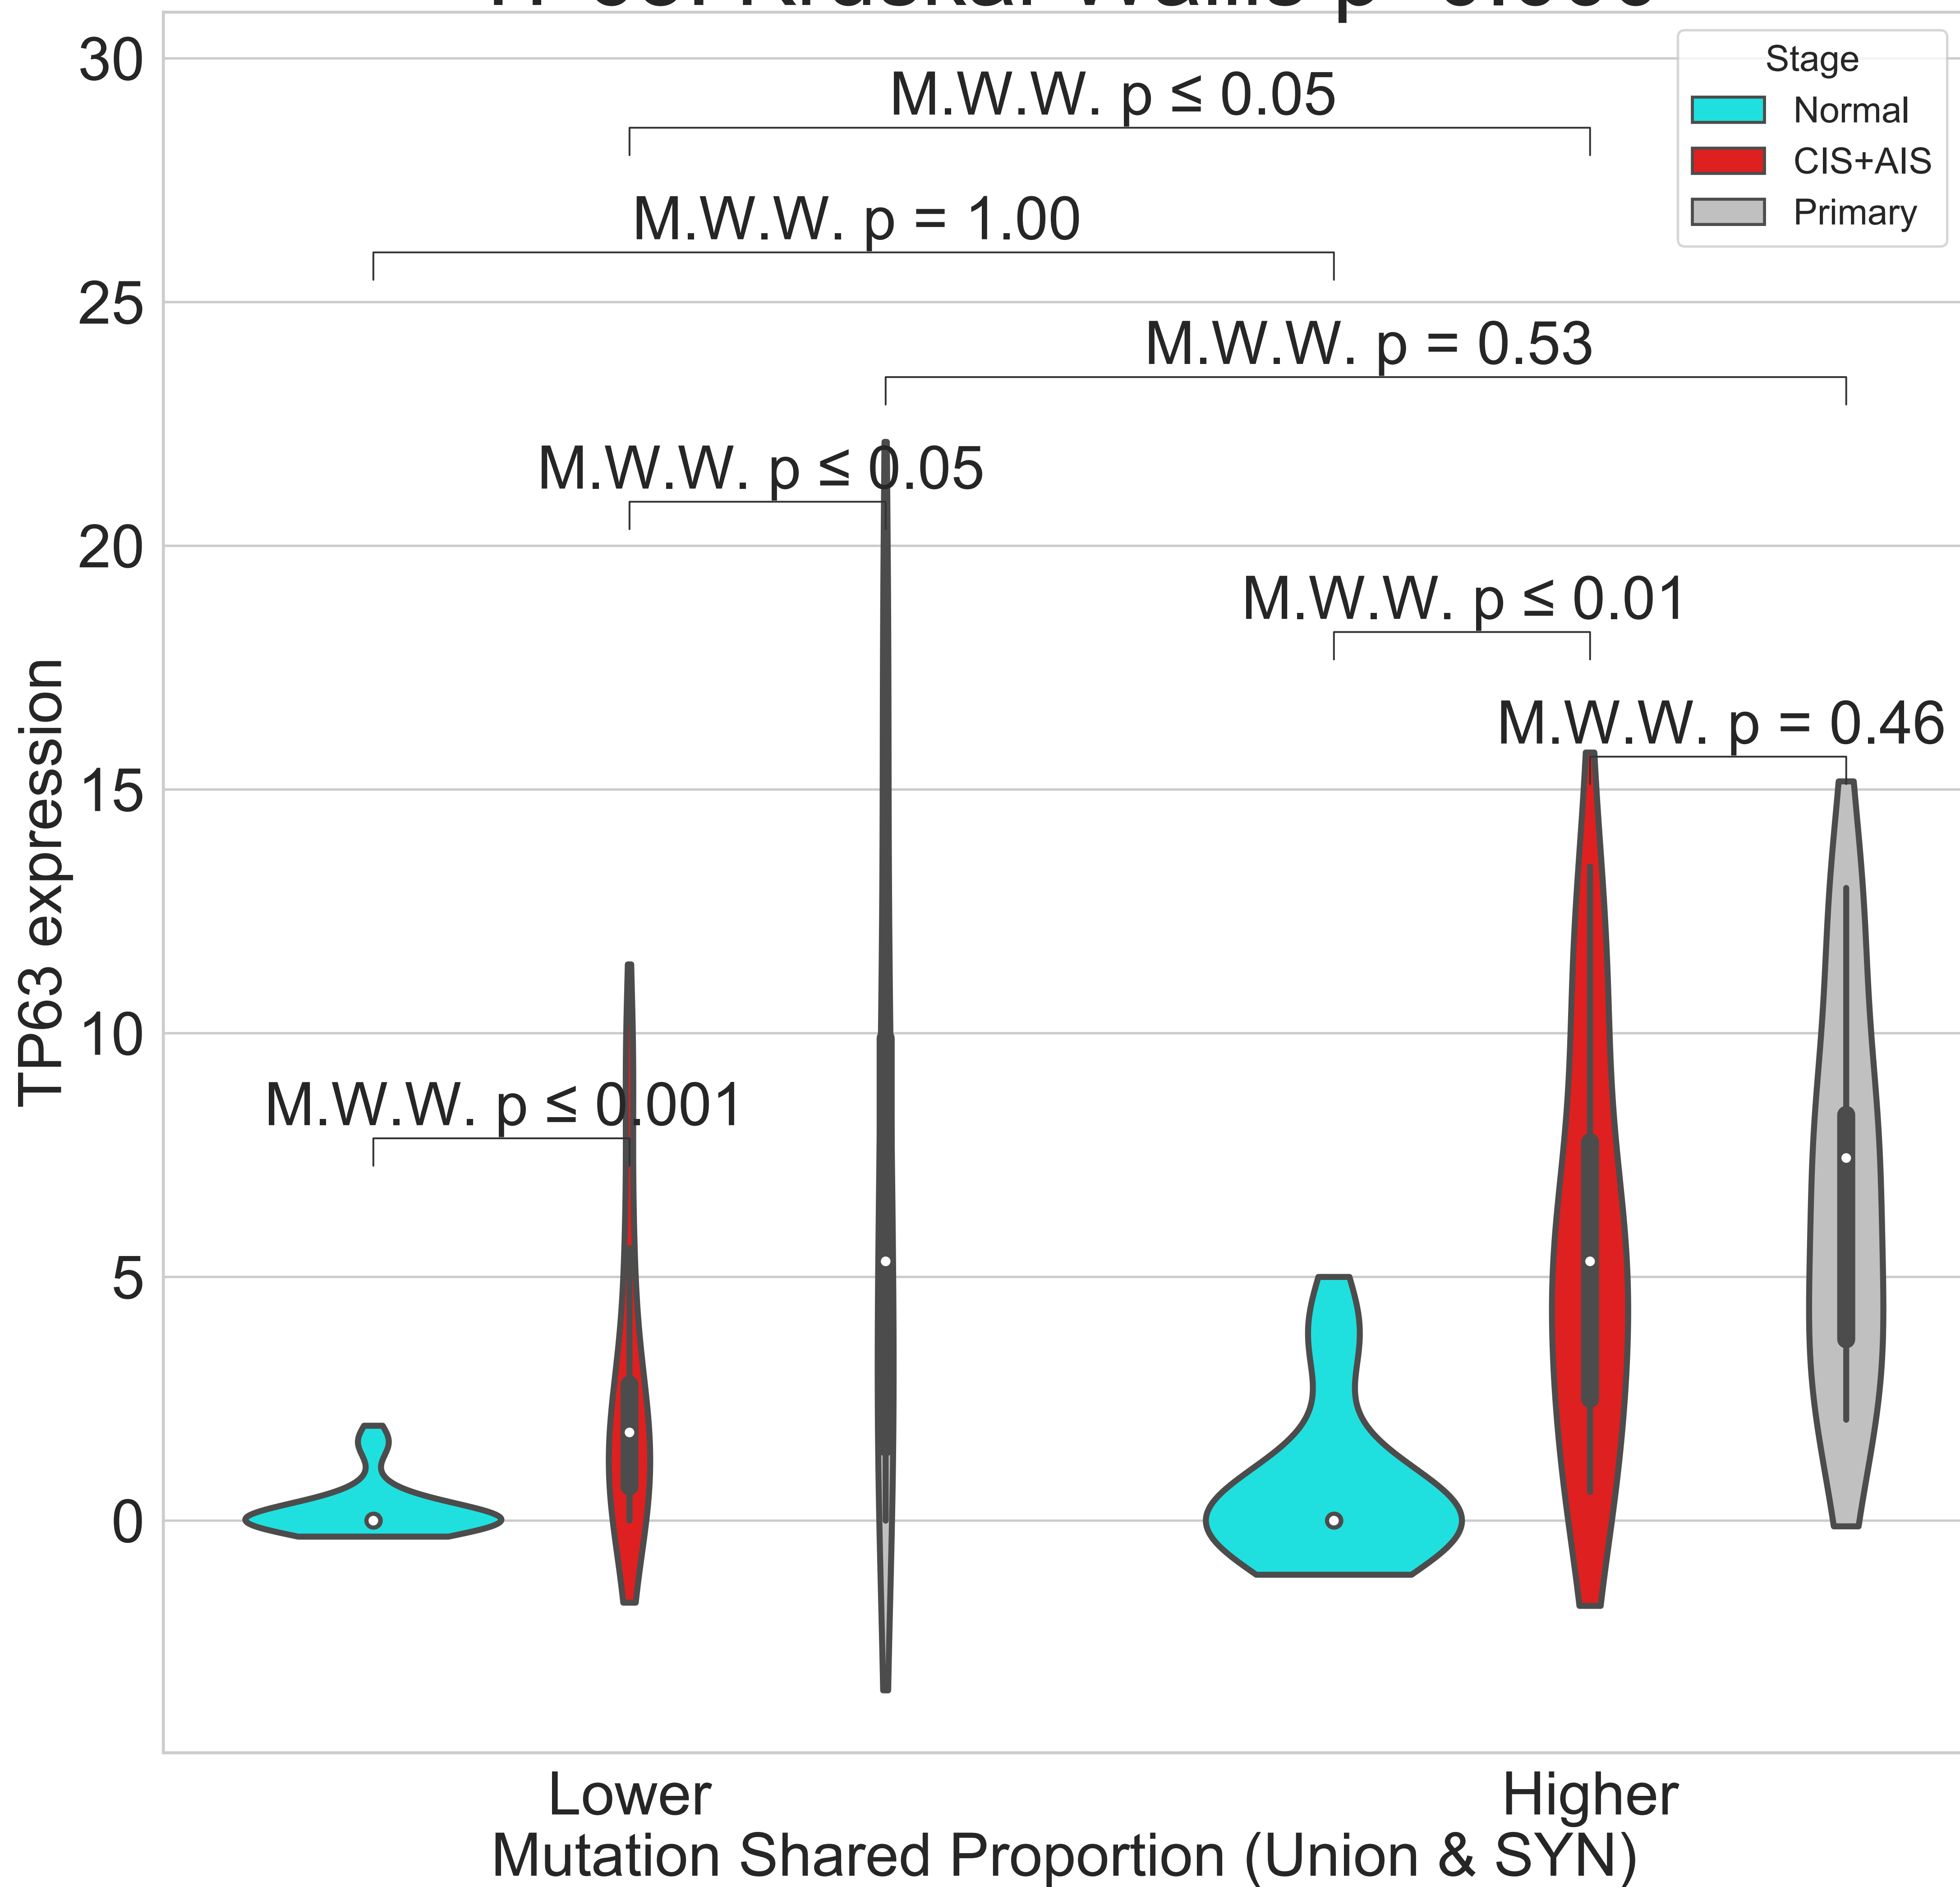 30
M.W.W. p ≤ 0.05
Stage
Normal
CIS+AIS
Primary
M.W.W. p = 1.00
25
M.W.W. p = 0.53
M.W.W. p ≤ 0.05
20
M.W.W. p ≤ 0.01
M.W.W. p = 0.46
15
TP63 expression
10
M.W.W. p ≤ 0.001
5
0
Lower
Higher
Mutation Shared Proportion (Union & SYN)